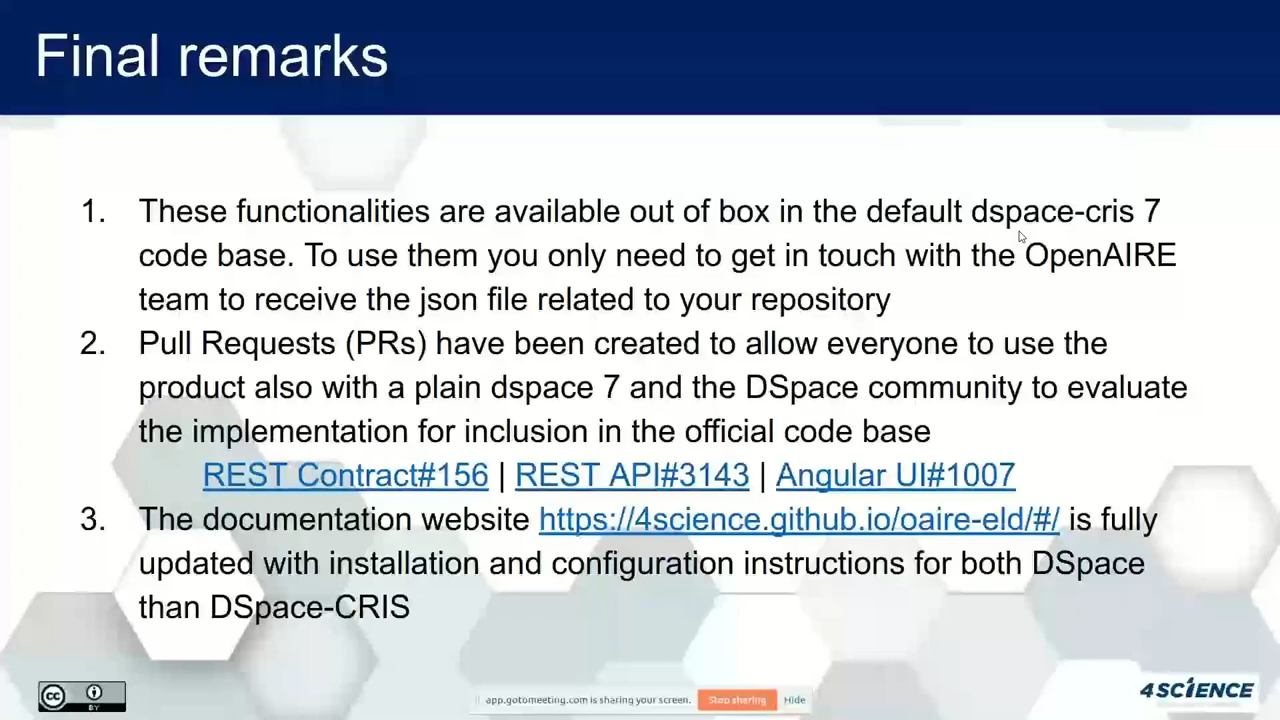 Final remarks
1. These functionalities are available out of box in the default dspace-cris 7
code base. To use them you only need to get in touch with the OpenAIRE
team to receive the json file related to your repository
2. Pull Requests (PRs) have been created to allow everyone to use the
product also with a plain dspace 7 and the DSpace community to evaluate
the implementation for inclusion in the official code base
REST Contract#156 | REST API#3143 | Angular UI#1007
3. The documentation website https://4science.github.io/oaire-eld/#/ is fully
updated with installation and configuration instructions for both DSpace
than DSpace-CRIS
cc BY
app.gotomeeting.com is sharing your screen. Stop sharing Hide
4SCIENCE